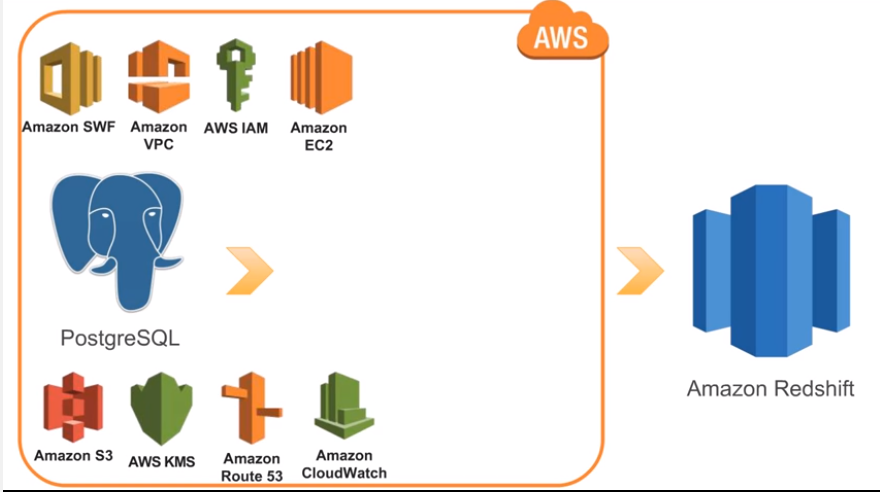 AWS
Amazon SWF
Amazon
VPC
AWS IAM
Amazon
EC2
PostgreSQL
Amazon Redshift
Amazon S3
AWS KMS
Amazon
Route 53
Amazon
CloudWatch